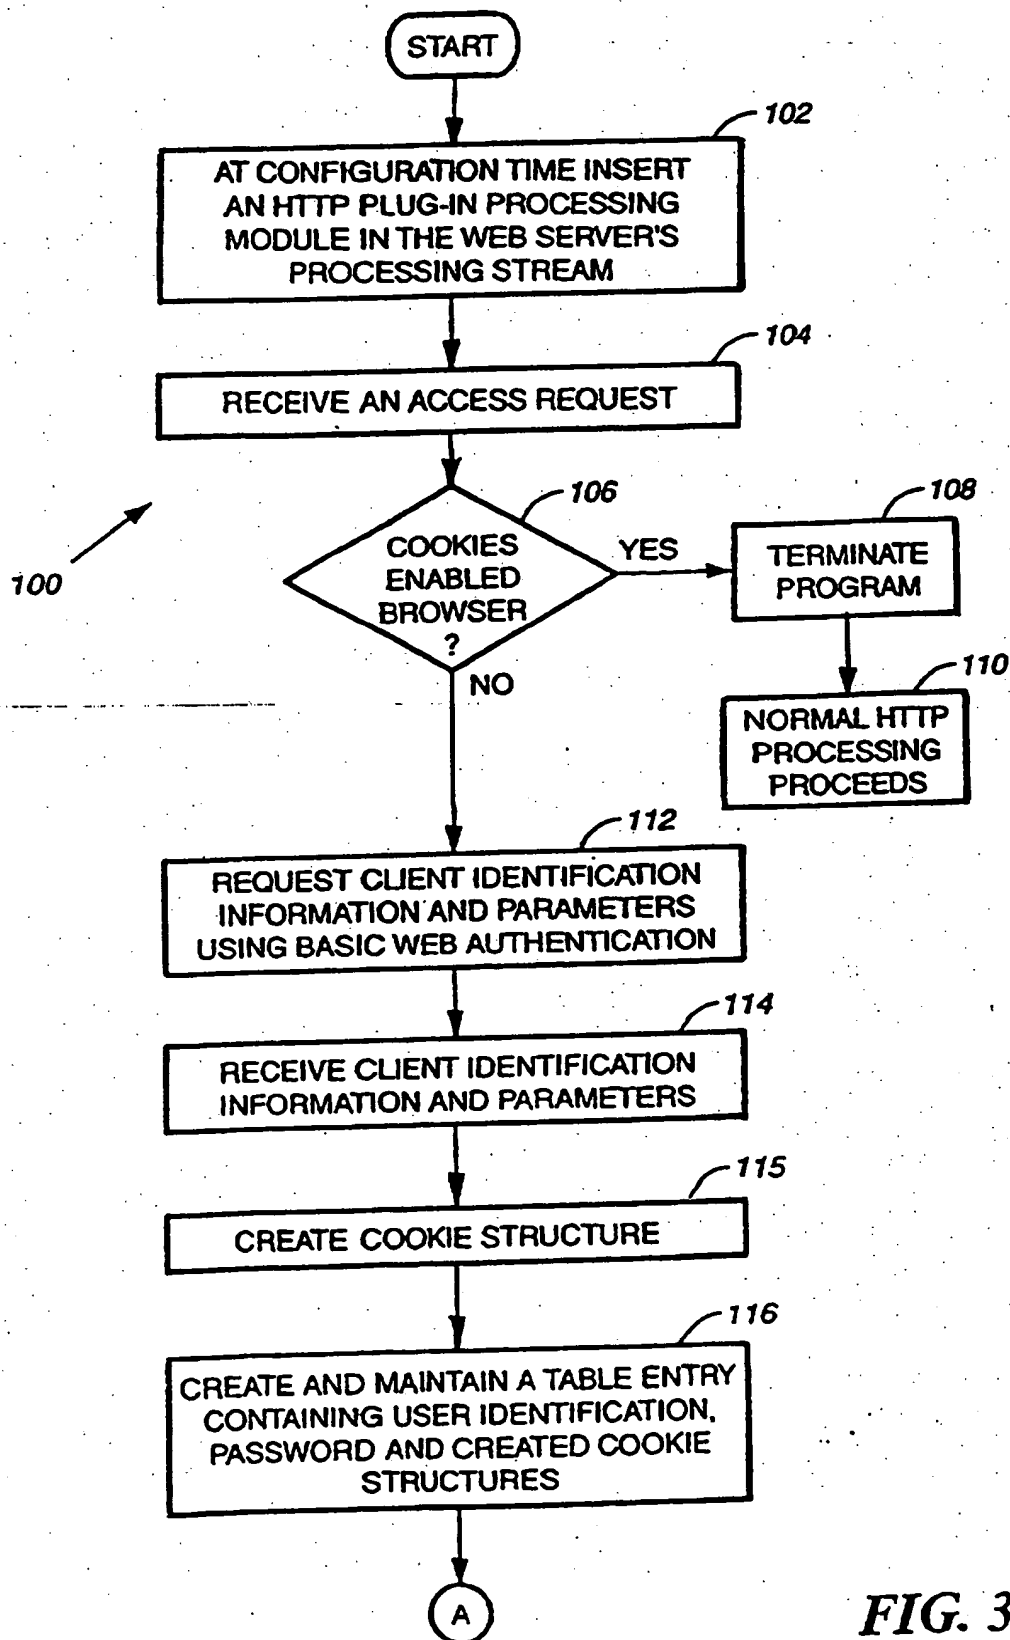 START
102
AT CONFIGURATION TIME INSERT
AN HTTP PLUG-IN PROCESSING
MODULE IN THE WEB SERVER'S
PROCESSING STREAM
104
RECEIVE AN ACCESS REQUEST
100
106
COOKIES
ENABLED
BROWSER
?
YES
NO
108
TERMINATE
PROGRAM
110
NORMAL HTTP
PROCESSING
PROCEEDS
112
REQUEST CLIENT IDENTIFICATION
INFORMATION AND PARAMETERS
USING BASIC WEB AUTHENTICATION
114
RECEIVE CLIENT IDENTIFICATION
INFORMATION AND PARAMETERS
115
CREATE COOKIE STRUCTURE
116
CREATE AND MAINTAIN A TABLE ENTRY
CONTAINING USER IDENTIFICATION,
PASSWORD AND CREATED COOKIE
STRUCTURES
A
FIG. 3